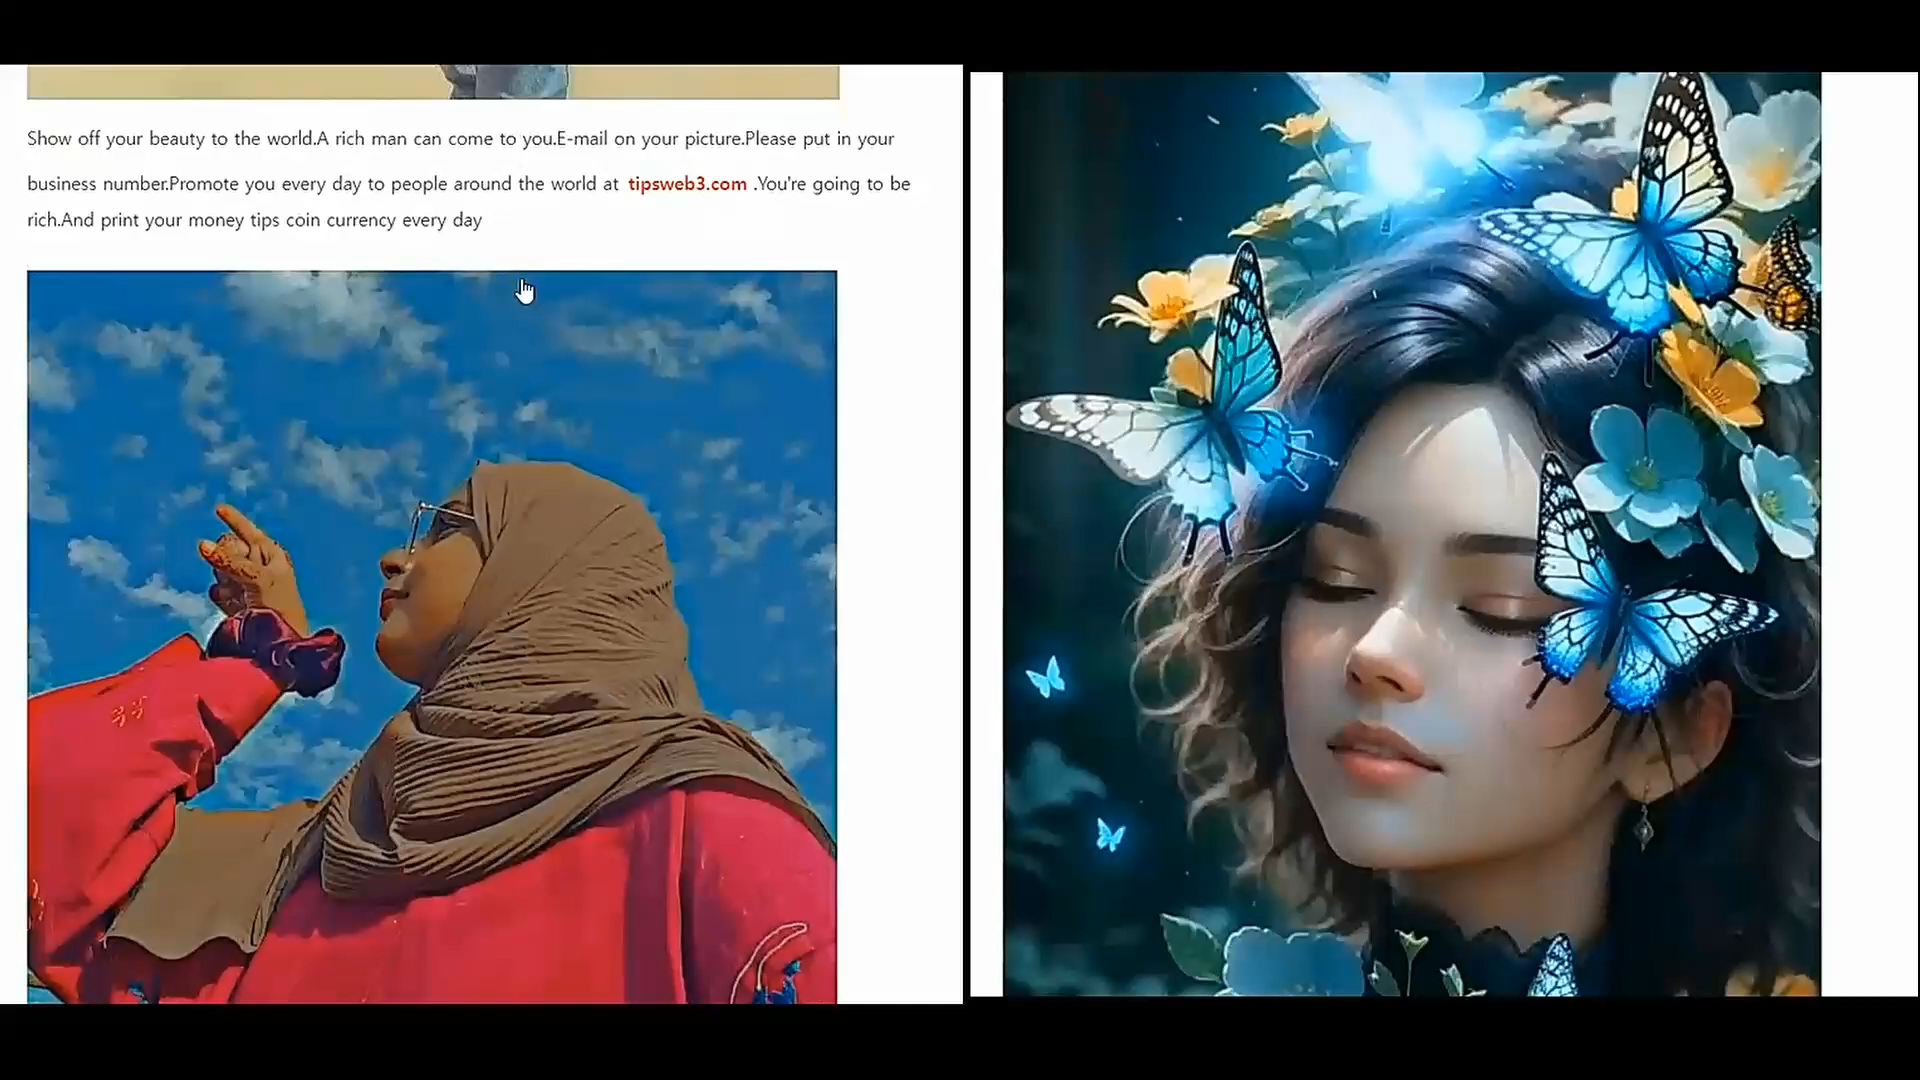 Show off your beauty to the world.A rich man can come to you.E-mail on your picture.Please put in your
business number.Promote you every day to people around the world at tipsweb3.com .You're going to be
rich.And print your money tips coin currency every day